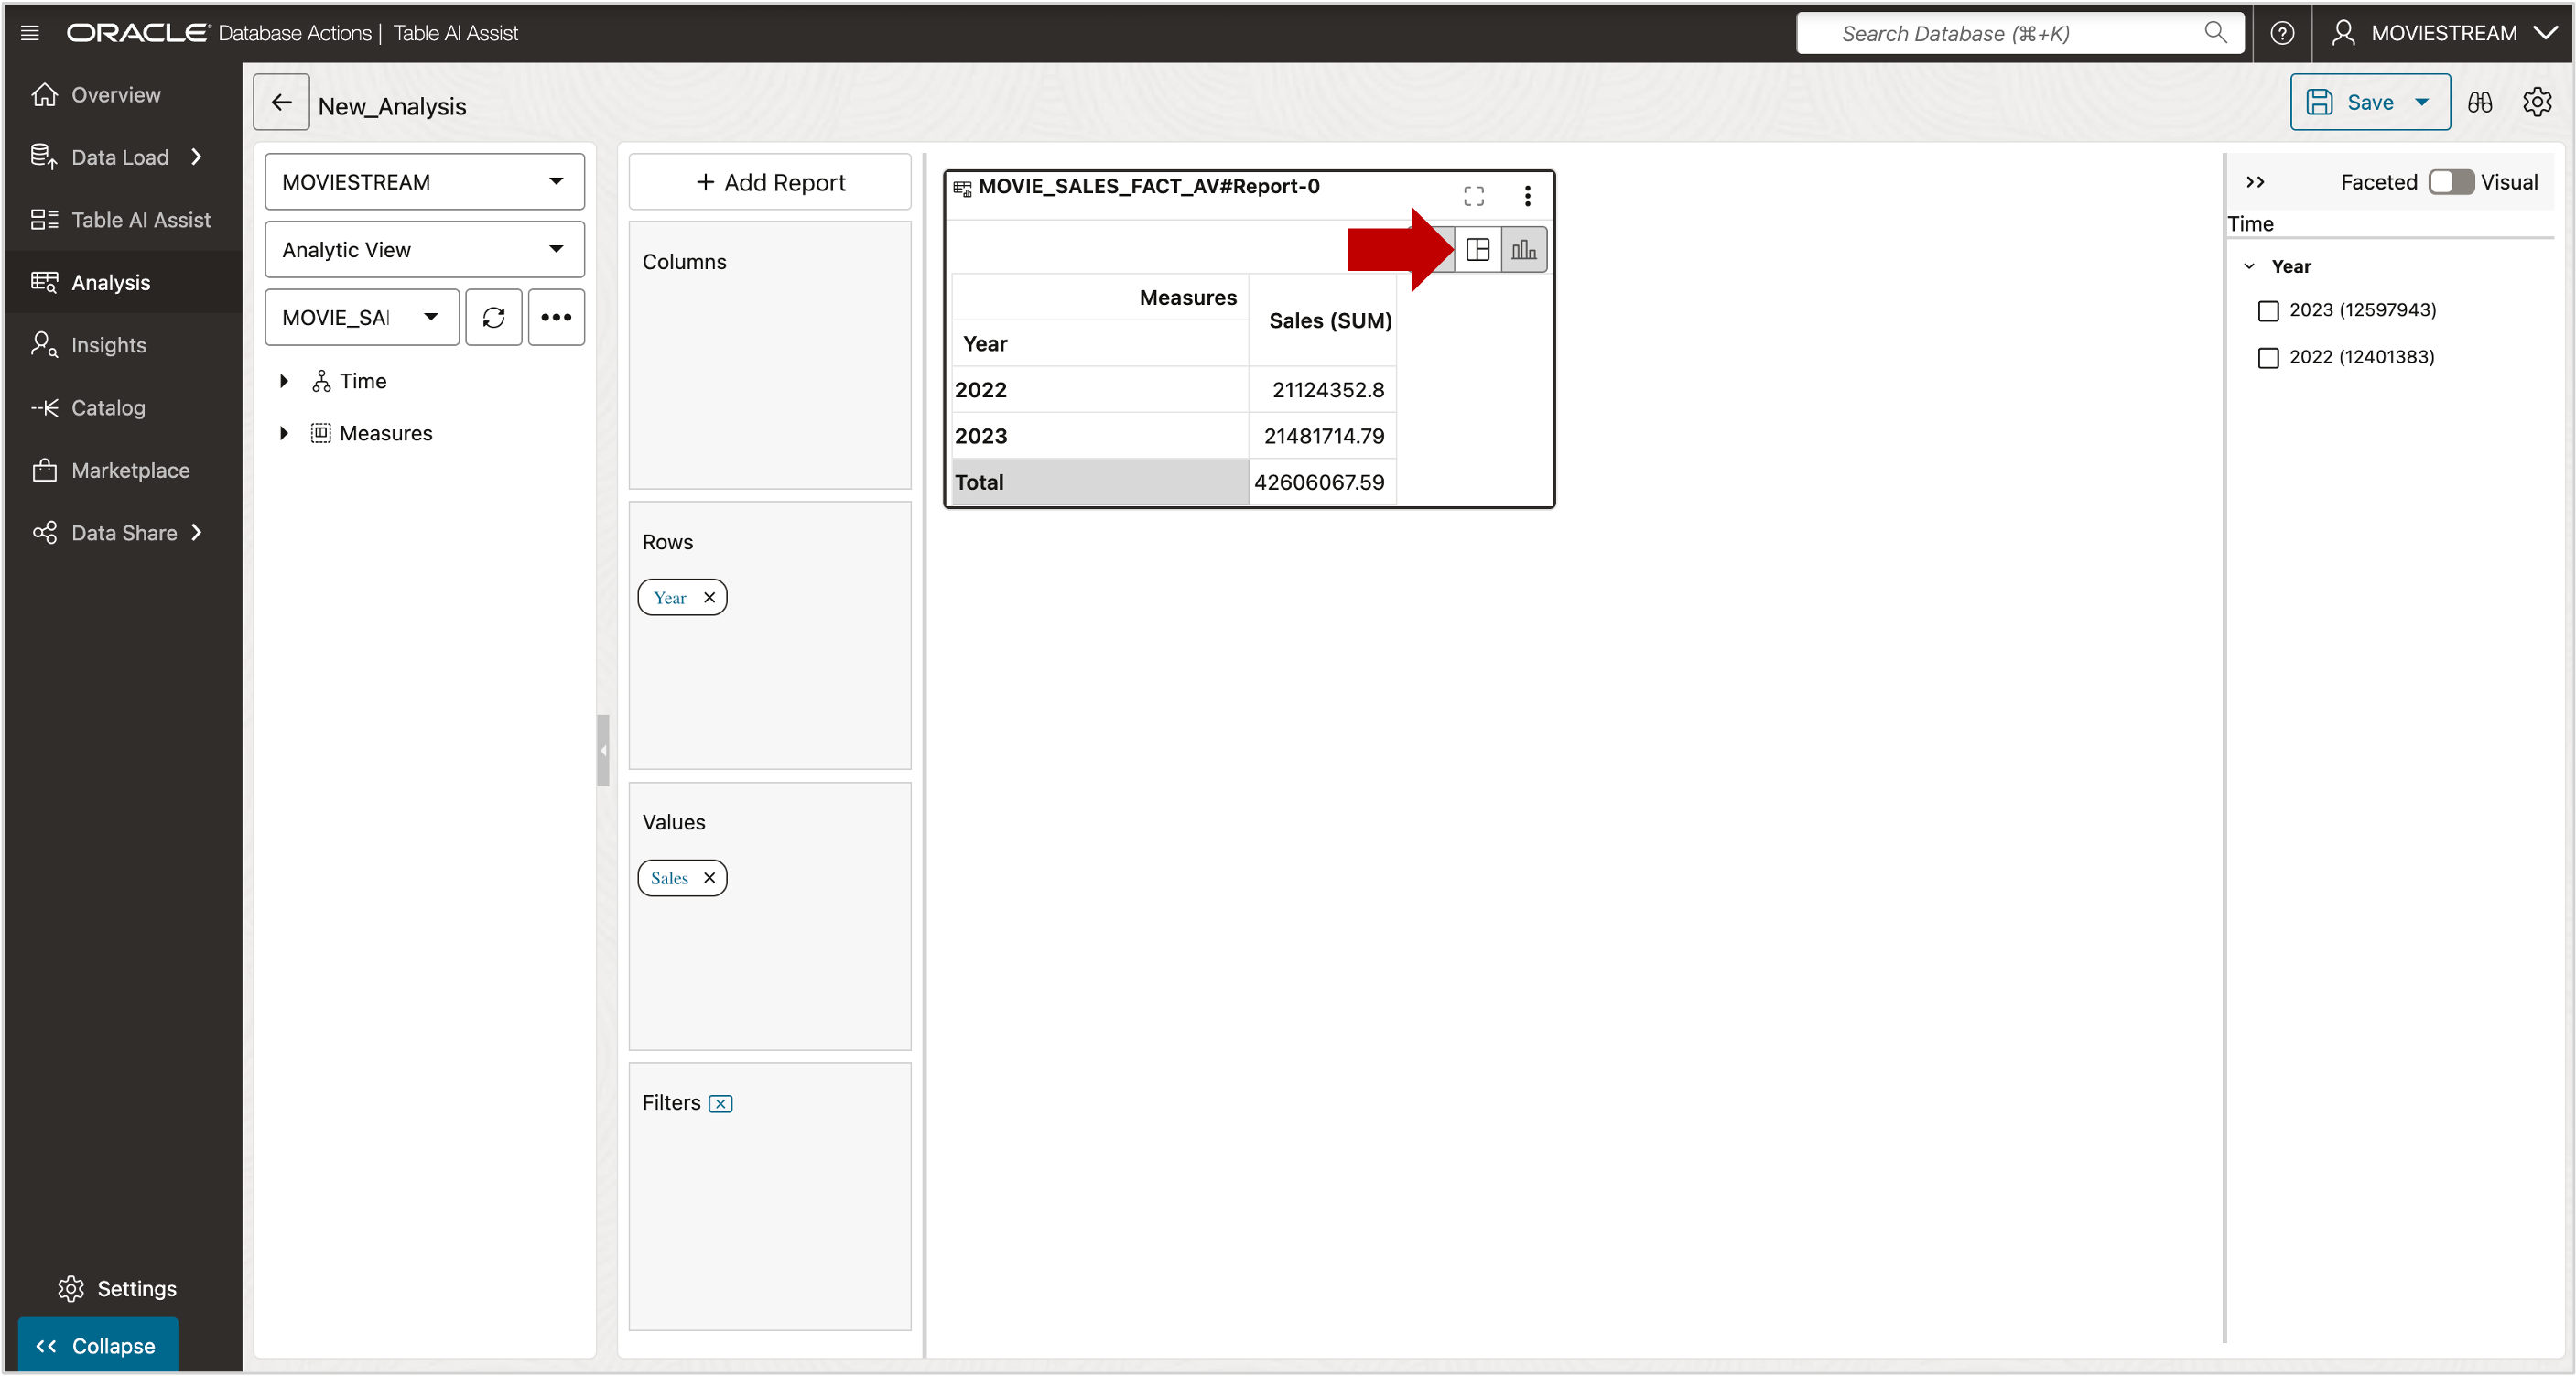 ORACLE Database Actions | Table AI Assist
Search Database (⌘+K)
MOVIESTREAM
Overview
Data Load
Table AI Assist
Analysis
Insights
Catalog
Marketplace
Data Share
Settings
Collapse
New_Analysis
Save
MOVIESTREAM
Analytic View
MOVIE_SA
Time
Measures
+ Add Report
Columns
Rows
Year
Values
Sales
Filters
MOVIE_SALES_FACT_AV#Report-0
Measures
Sales (SUM)
Year
2022 21124352.8
2023 21481714.79
Total 42606067.59
Faceted Visual
Time
Year
2023 (12597943)
2022 (12401383)